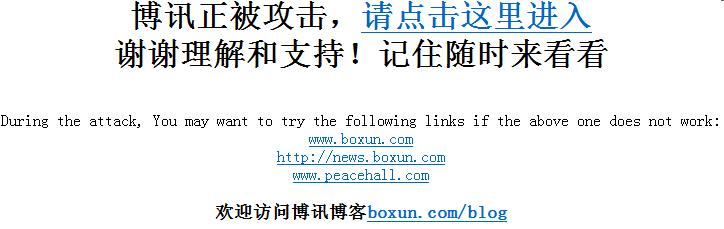 博讯正被攻击，请点击这里进入
谢谢理解和支持！记住随时来看看
During the attack, You may want to try the following links if the above one does not work:
www.boxun.com
http://news.boxun.com
www.peacehall.com
欢迎访问博讯博客boxun.com/blog